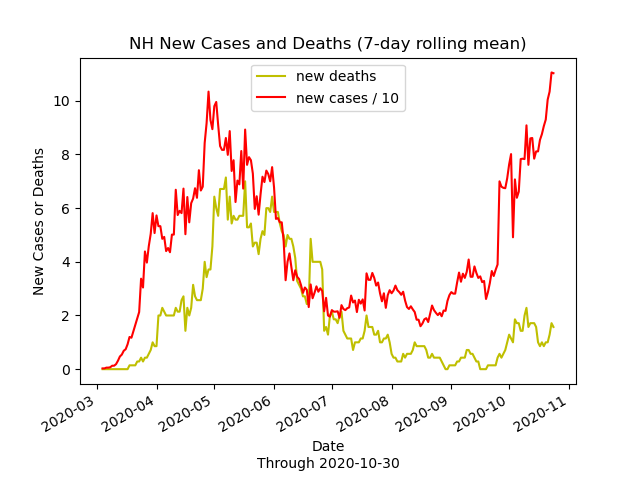 NH New Cases and Deaths (7-day rolling mean)
new deaths
new cases / 10
New Cases or Deaths
10
8
6
4
2
0
2020-03
2020-04
2020-05
2020-06
2020-07
2020-08
2020-09
2020-10
2020-11
Date
Through 2020-10-30